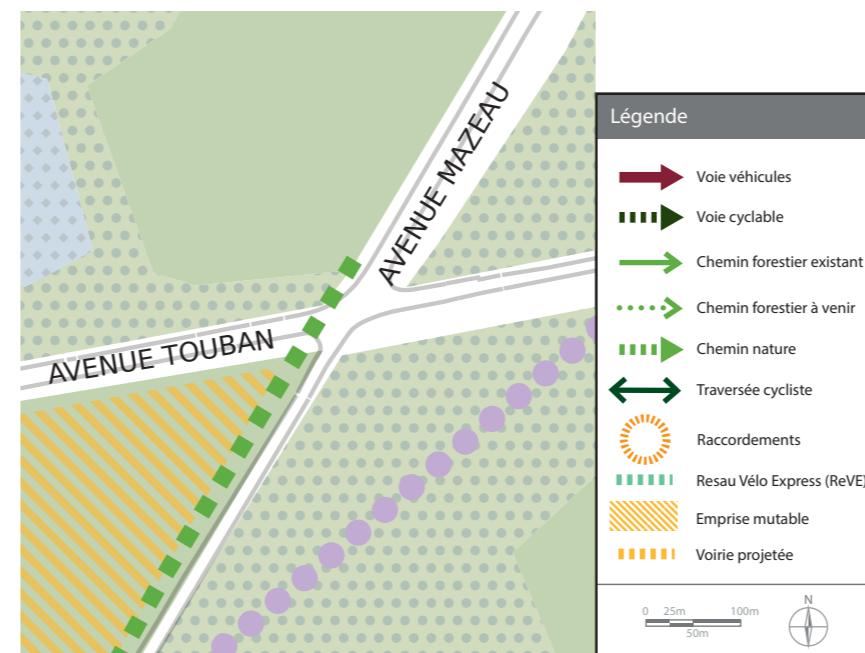 AVENUE MAZEAU
AVENUE TOUBAN
Légende
Voie véhicules
Voie cyclable
Chemin forestier existant
Chemin forestier à venir
Chemin nature
Traversée cycliste
Raccordements
Resau Vélo Express (ReVE)
Emprise mutable
Voirie projetée
0 25m 100m
50m
N